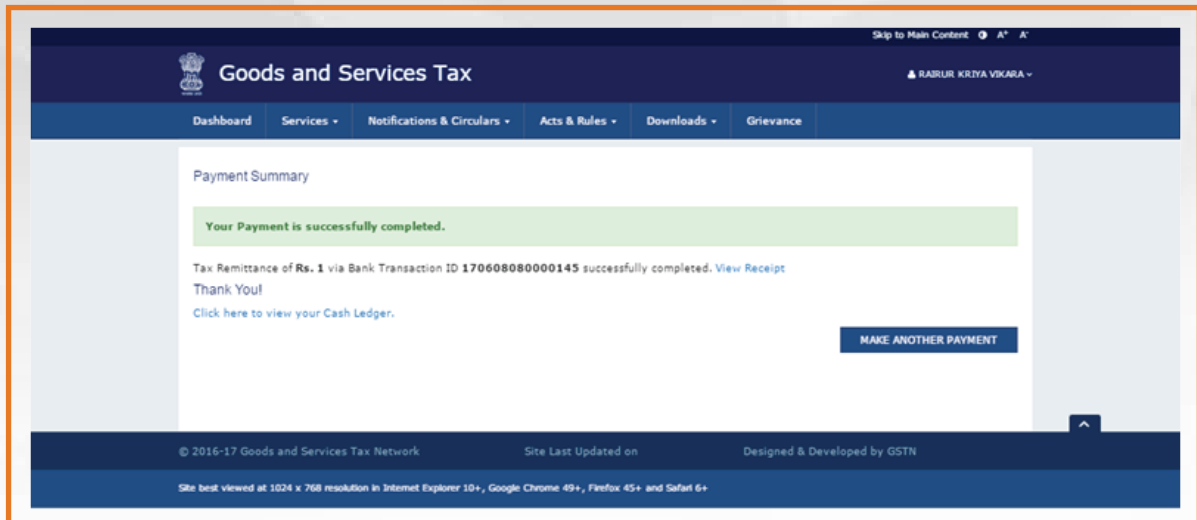 Skip to Main Content A+ A-
Goods and Services Tax
RAIRUR KRIYA VIKARA
Dashboard Services Notifications & Circulars Acts & Rules Downloads Grievance
Payment Summary
Your Payment is successfully completed.
Tax Remittance of Rs. 1 via Bank Transaction ID 170608080000145 successfully completed. View Receipt
Thank You!
Click here to view your Cash Ledger.
MAKE ANOTHER PAYMENT
© 2016-17 Goods and Services Tax Network Site Last Updated on Designed & Developed by GSTN
Site best viewed at 1024 x 768 resolution in Internet Explorer 10+, Google Chrome 49+, Firefox 45+ and Safari 6+